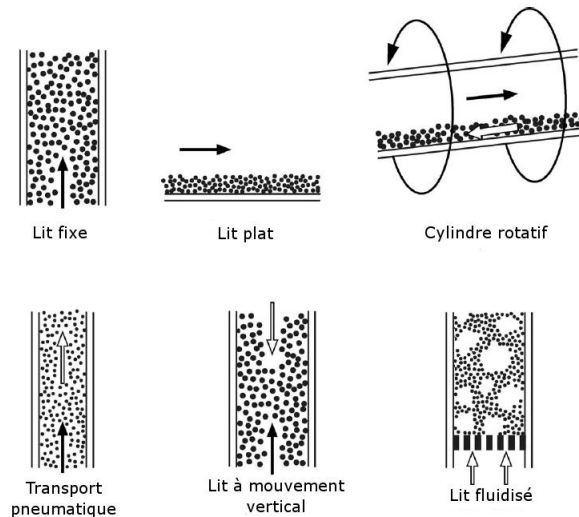 Lit fixe
Lit plat
Cylindre rotatif
Transport
pneumatique
Lit à mouvement
vertical
Lit fluidisé